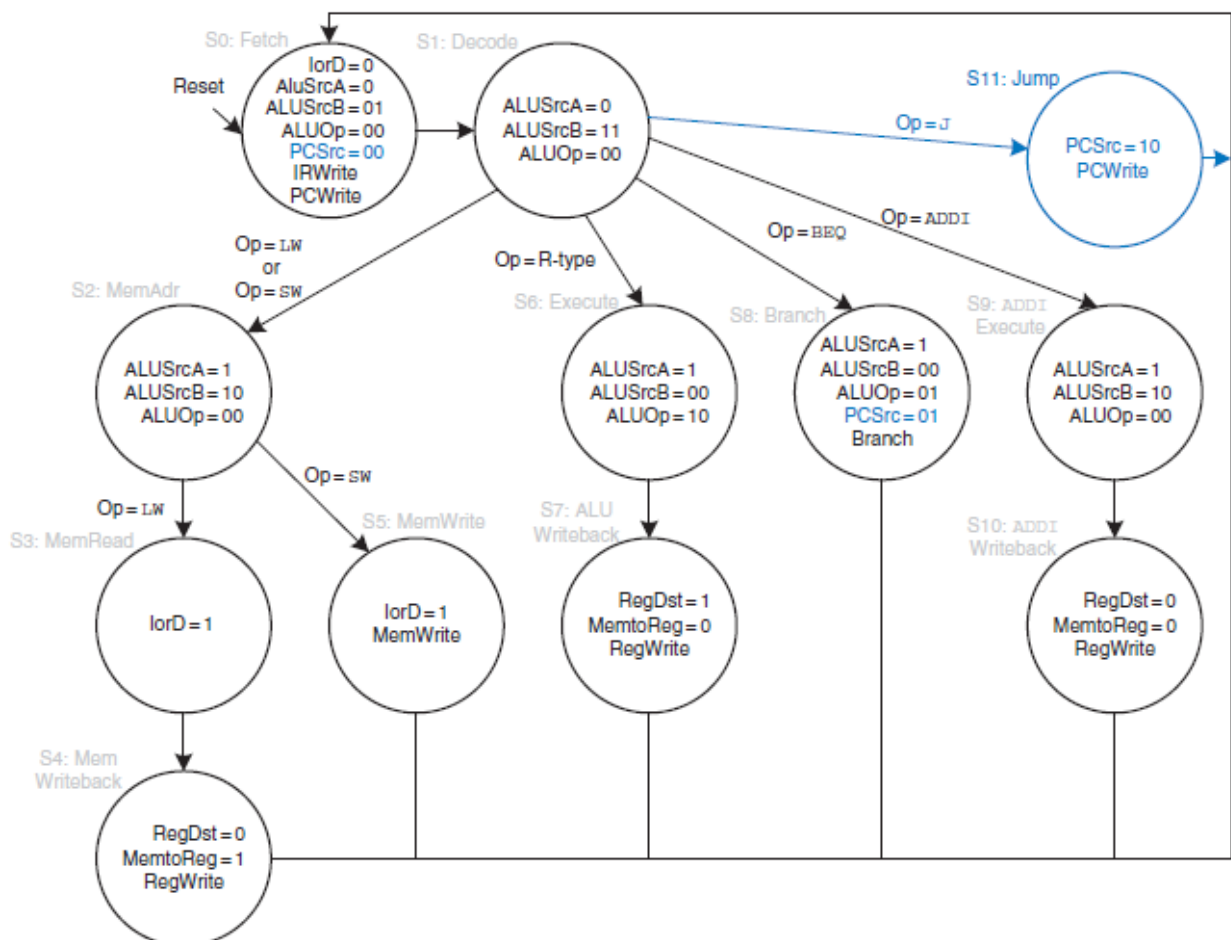 S0: Fetch
IorD = 0
AluSrcA = 0
ALUSrcB = 01
ALUOp = 00
PCSrc = 00
IRWrite
PCWrite
Reset
S1: Decode
ALUSrcA = 0
ALUSrcB = 11
ALUOp = 00
S11: Jump
Op = J
PCSrc = 10
PCWrite
Op = LW
or
Op = SW
Op = R-type
Op = BEQ
Op = ADDI
S2: MemAdr
ALUSrcA = 1
ALUSrcB = 10
ALUOp = 00
S6: Execute
ALUSrcA = 1
ALUSrcB = 00
ALUOp = 10
S8: Branch
ALUSrcA = 1
ALUSrcB = 00
ALUOp = 01
PCSrc = 01
Branch
S9: ADDI
Execute
ALUSrcA = 1
ALUSrcB = 10
ALUOp = 00
Op = LW
Op = SW
S3: MemRead
IorD = 1
S5: MemWrite
IorD = 1
MemWrite
S7: ALU
Writeback
RegDst = 1
MemtoReg = 0
RegWrite
S10: ADDI
Writeback
RegDst = 0
MemtoReg = 0
RegWrite
S4: Mem
Writeback
RegDst = 0
MemtoReg = 1
RegWrite